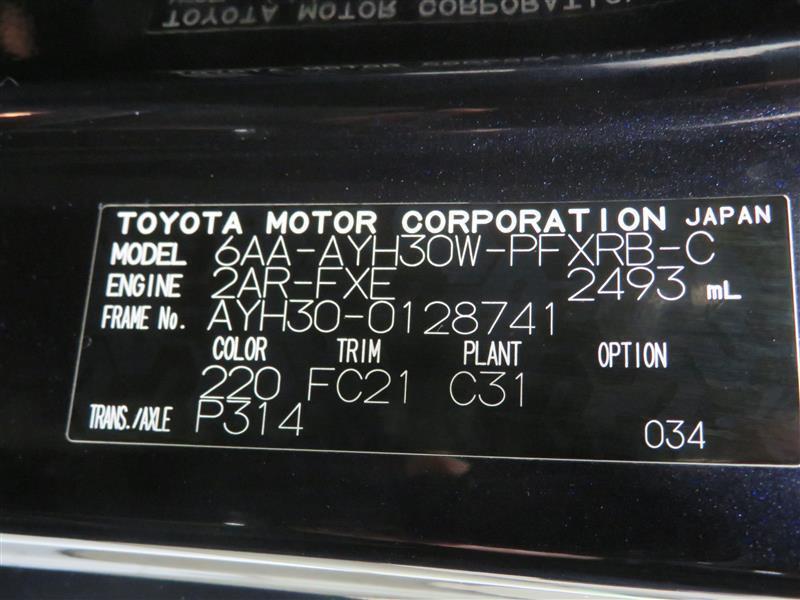 TOYOTA MOTOR CORPORATION
TOYOTA MOTOR CORPORATION JAPAN
MODEL 6AA-AYH30W-PFXRB-C
ENGINE 2AR-FXE 2493 mL
FRAME No. AYH30-0128741
COLOR TRIM PLANT OPTION
220 FC21 C31
TRANS./AXLE P314
034